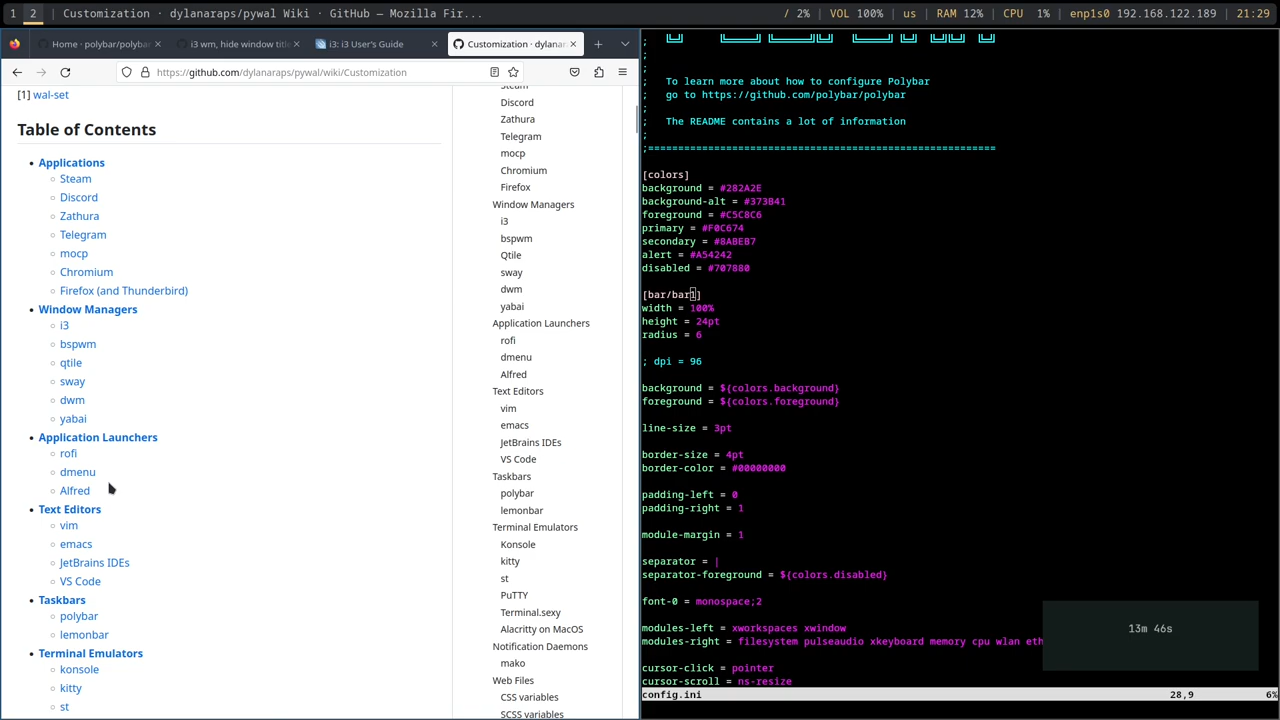 1 2 Customization · dylanaraps/pywal Wiki · GitHub — Mozilla Fir... / 2% | VOL 100% | us | RAM 12% | CPU 1% | enp1s0 192.168.122.189 | 21:29
Home · polybar/polybar
i3 wm, hide window title
i3: i3 User's Guide
Customization · dylanar
https://github.com/dylanaraps/pywal/wiki/Customization
[1] wal-set
Table of Contents
Applications
Steam
Discord
Zathura
Telegram
mocp
Chromium
Firefox (and Thunderbird)
Window Managers
i3
bspwm
qtile
sway
dwm
yabai
Application Launchers
rofi
dmenu
Alfred
Text Editors
vim
emacs
JetBrains IDEs
VS Code
Taskbars
polybar
lemonbar
Terminal Emulators
konsole
kitty
st
Steam
Discord
Zathura
Telegram
mocp
Chromium
Firefox
Window Managers
i3
bspwm
Qtile
sway
dwm
yabai
Application Launchers
rofi
dmenu
Alfred
Text Editors
vim
emacs
JetBrains IDEs
VS Code
Taskbars
polybar
lemonbar
Terminal Emulators
Konsole
kitty
st
PuTTY
Terminal.sexy
Alacritty on MacOS
Notification Daemons
mako
Web Files
CSS variables
SCSS variables
;
;
;
; To learn more about how to configure Polybar
; go to https://github.com/polybar/polybar
;
; The README contains a lot of information
;
;==========================================================
[colors]
background = #282A2E
background-alt = #373B41
foreground = #C5C8C6
primary = #F0C674
secondary = #8ABEB7
alert = #A54242
disabled = #707880
[bar/bar1]
width = 100%
height = 24pt
radius = 6
; dpi = 96
background = ${colors.background}
foreground = ${colors.foreground}
line-size = 3pt
border-size = 4pt
border-color = #00000000
padding-left = 0
padding-right = 1
module-margin = 1
separator = |
separator-foreground = ${colors.disabled}
font-0 = monospace;2
modules-left = xworkspaces xwindow
modules-right = filesystem pulseaudio xkeyboard memory cpu wlan eth
cursor-click = pointer
cursor-scroll = ns-resize
config.ini 28,9 6%
13m 46s